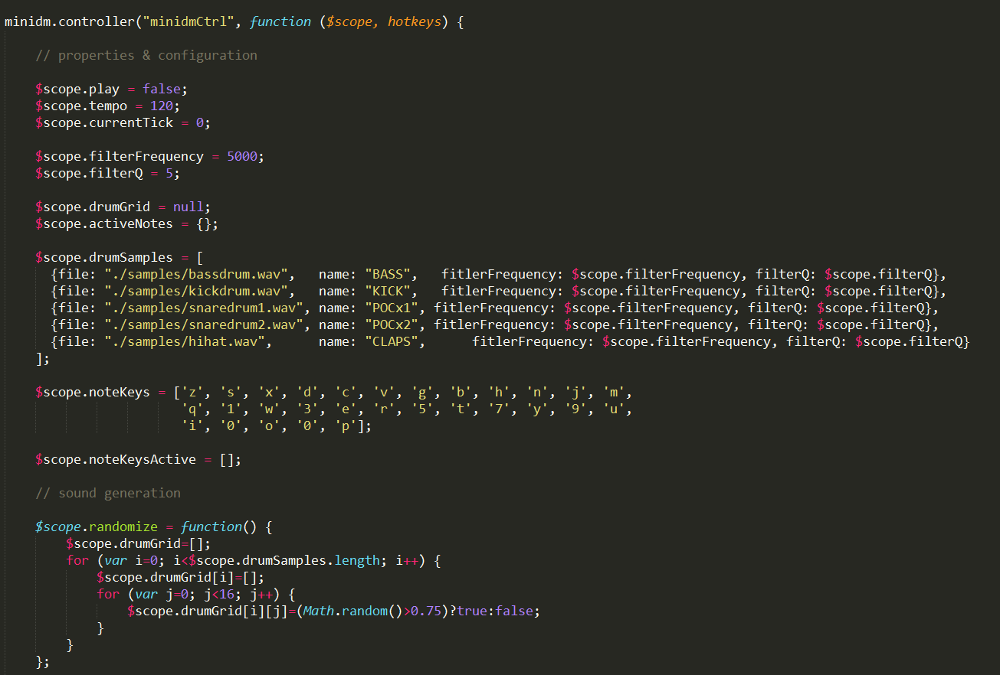 minidm.controller("minidmCtrl", function ($scope, hotkeys) {
// properties & configuration
$scope.play = false;
$scope.tempo = 120;
$scope.currentTick = 0;
$scope.filterFrequency = 5000;
$scope.filterQ = 5;
$scope.drumGrid = null;
$scope.activeNotes = {};
$scope.drumSamples = [
{file: "./samples/bassdrum.wav",   name: "BASS",   fitlerFrequency: $scope.filterFrequency, filterQ: $scope.filterQ},
{file: "./samples/kickdrum.wav",   name: "KICK",   fitlerFrequency: $scope.filterFrequency, filterQ: $scope.filterQ},
{file: "./samples/snaredrum1.wav", name: "POCx1", fitlerFrequency: $scope.filterFrequency, filterQ: $scope.filterQ},
{file: "./samples/snaredrum2.wav", name: "POCx2", fitlerFrequency: $scope.filterFrequency, filterQ: $scope.filterQ},
{file: "./samples/hihat.wav",      name: "CLAPS",      fitlerFrequency: $scope.filterFrequency, filterQ: $scope.filterQ}
];
$scope.noteKeys = ['z', 's', 'x', 'd', 'c', 'v', 'g', 'b', 'h', 'n', 'j', 'm',
'q', '1', 'w', '3', 'e', 'r', '5', 't', '7', 'y', '9', 'u',
'i', '0', 'o', '0', 'p'];
$scope.noteKeysActive = [];
// sound generation
$scope.randomize = function() {
$scope.drumGrid=[];
for (var i=0; i<$scope.drumSamples.length; i++) {
$scope.drumGrid[i]=[];
for (var j=0; j<16; j++) {
$scope.drumGrid[i][j]=(Math.random()>0.75)?true:false;
}
}
};